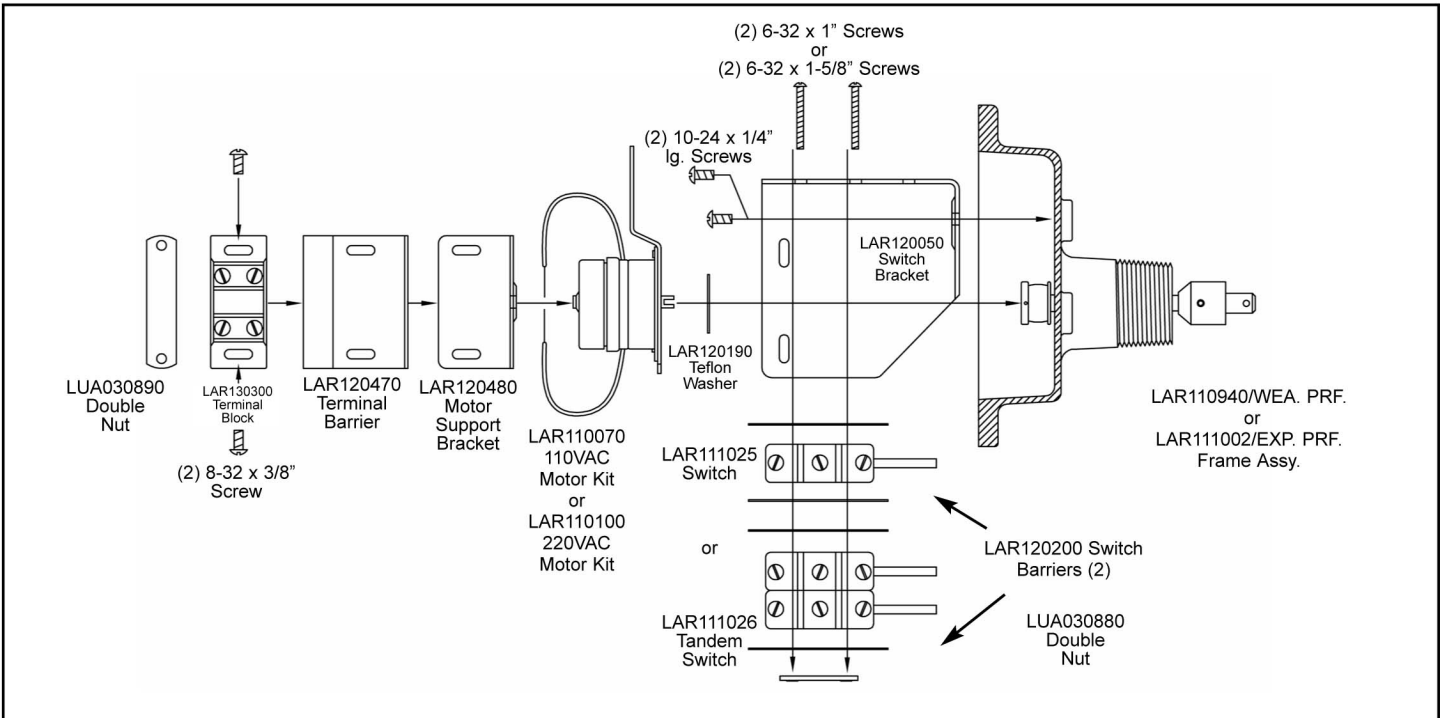 (2) 6-32 x 1” Screws
or
(2) 6-32 x 1-5/8” Screws
(2) 10-24 x 1/4”
lg. Screws
LAR120050
Switch
Bracket
LUA030890
Double
Nut
LAR130300
Terminal
Block
(2) 8-32 x 3/8”
Screw
LAR120470
Terminal
Barrier
LAR120480
Motor
Support
Bracket
LAR110070
110VAC
Motor Kit
or
LAR110100
220VAC
Motor Kit
LAR120190
Teflon
Washer
LAR111025
Switch
or
LAR111026
Tandem
Switch
LAR110940/WEA. PRF.
or
LAR111002/EXP. PRF.
Frame Assy.
LAR120200 Switch
Barriers (2)
LUA030880
Double
Nut